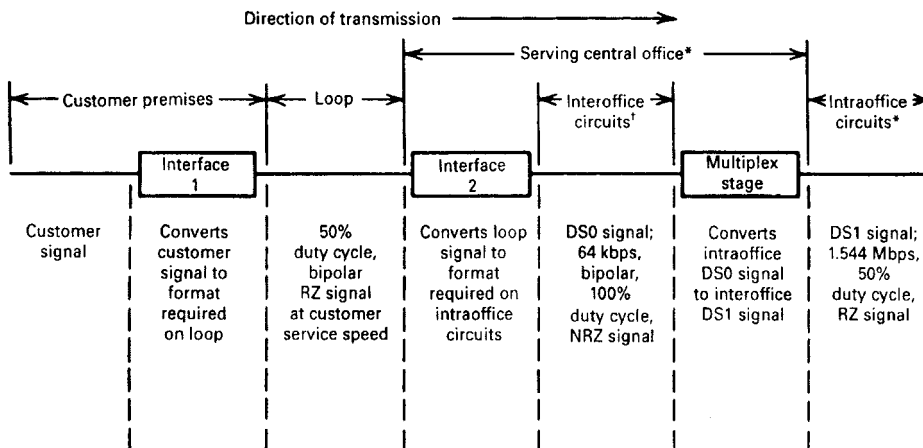 Direction of transmission
Serving central office*
Customer premises
Loop
Interoffice
circuits†
Intraoffice
circuits*
Interface
1
Interface
2
Multiplex
stage
Customer
signal
Converts
customer
signal to
format
required
on loop
50%
duty cycle,
bipolar
RZ signal
at customer
service speed
Converts loop
signal to
format
required on
intraoffice
circuits
DS0 signal;
64 kbps,
bipolar,
100%
duty cycle,
NRZ signal
Converts
intraoffice
DS0 signal
to interoffice
DS1 signal
DS1 signal;
1.544 Mbps,
50%
duty cycle,
RZ signal